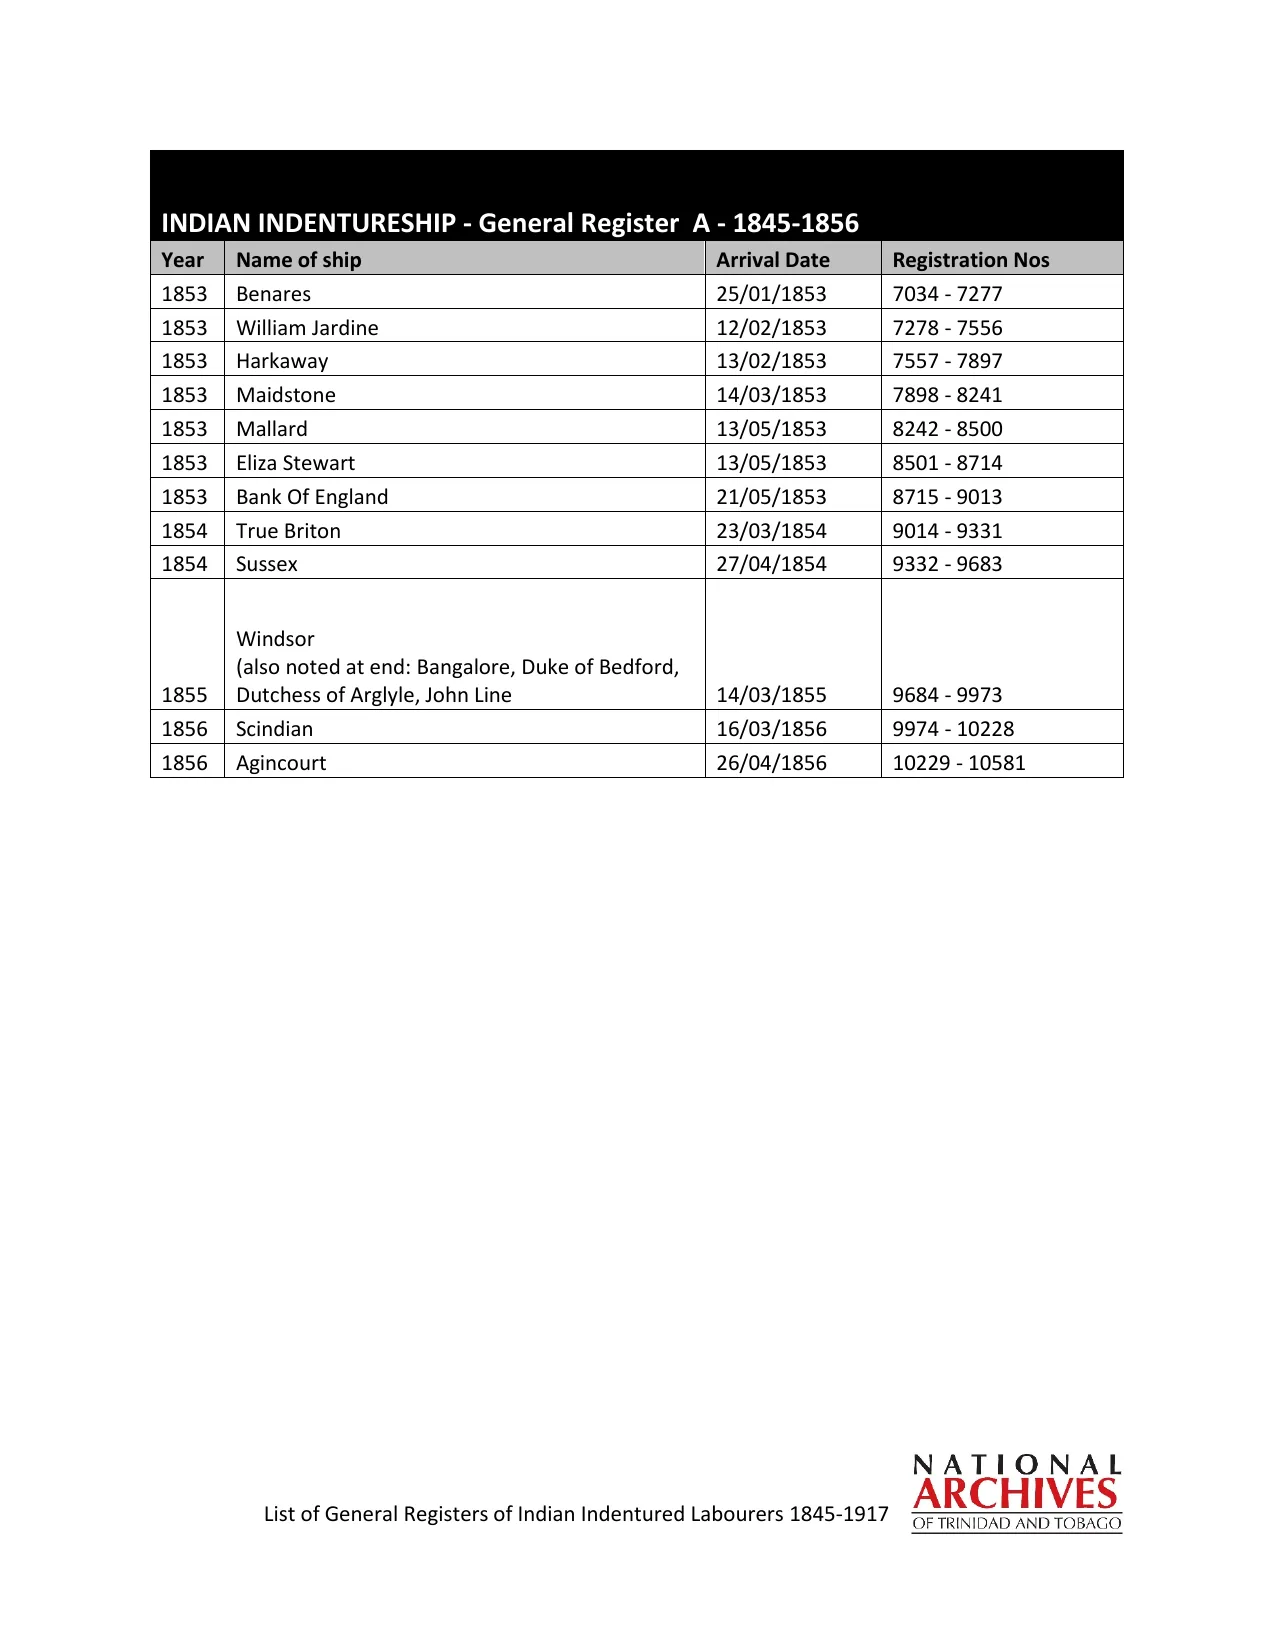 INDIAN INDENTURESHIP - General Register  A - 1845-1856
Year Name of ship Arrival Date Registration Nos
1853 Benares 25/01/1853 7034 - 7277
1853 William Jardine 12/02/1853 7278 - 7556
1853 Harkaway 13/02/1853 7557 - 7897
1853 Maidstone 14/03/1853 7898 - 8241
1853 Mallard 13/05/1853 8242 - 8500
1853 Eliza Stewart 13/05/1853 8501 - 8714
1853 Bank Of England 21/05/1853 8715 - 9013
1854 True Briton 23/03/1854 9014 - 9331
1854 Sussex 27/04/1854 9332 - 9683
Windsor
(also noted at end: Bangalore, Duke of Bedford,
1855 Dutchess of Arglyle, John Line 14/03/1855 9684 - 9973
1856 Scindian 16/03/1856 9974 - 10228
1856 Agincourt 26/04/1856 10229 - 10581
List of General Registers of Indian Indentured Labourers 1845-1917
NATIONAL
ARCHIVES
OF TRINIDAD AND TOBAGO